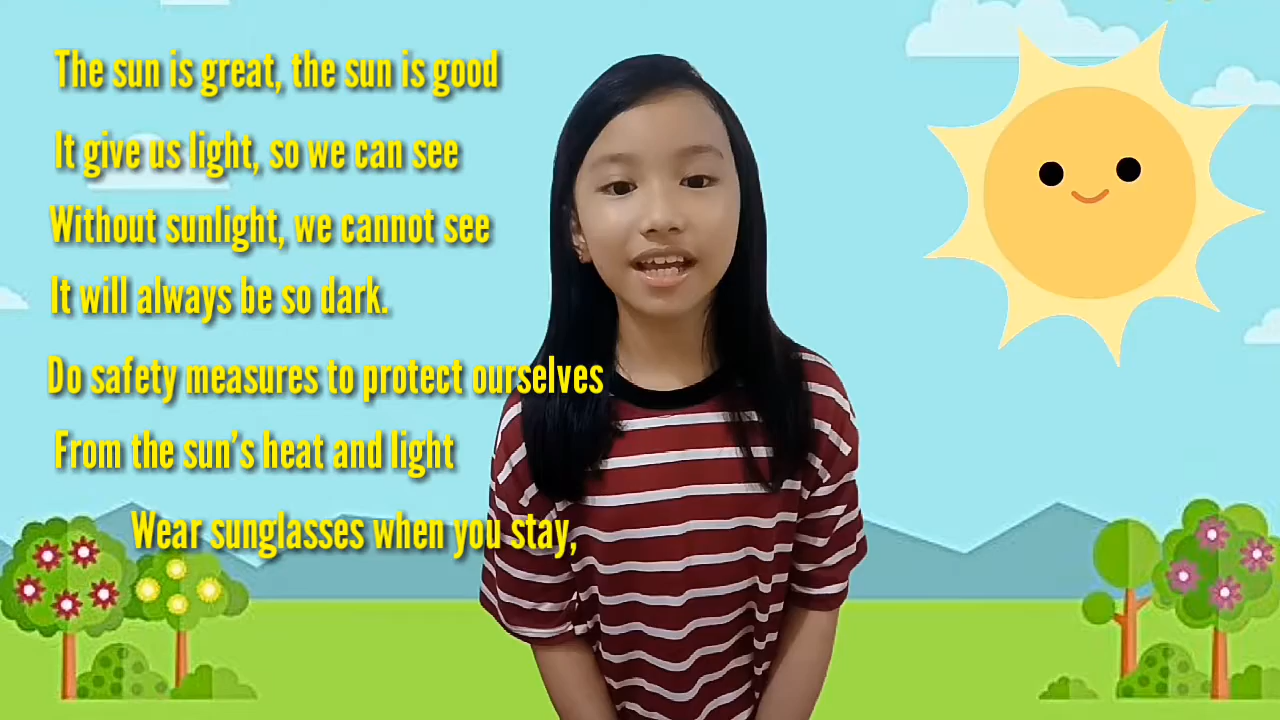 The sun is great, the sun is good
It give us light, so we can see
Without sunlight, we cannot see
It will always be so dark.
Do safety measures to protect ourselves
From the sun's heat and light
Wear sunglasses when you stay,